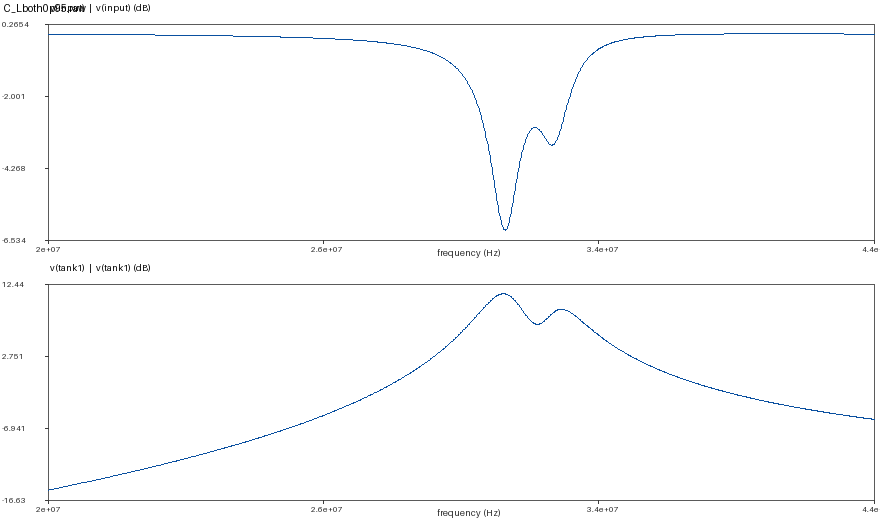 C_Lboth0p95.raw | v(input) (dB)
0.2654
-2.001
-4.268
-6.534
2e+07
2.6e+07
3.4e+07
4.4e
frequency (Hz)
v(tank1) | v(tank1) (dB)
12.44
2.751
-6.941
-16.63
2e+07
2.6e+07
3.4e+07
4.4e
frequency (Hz)